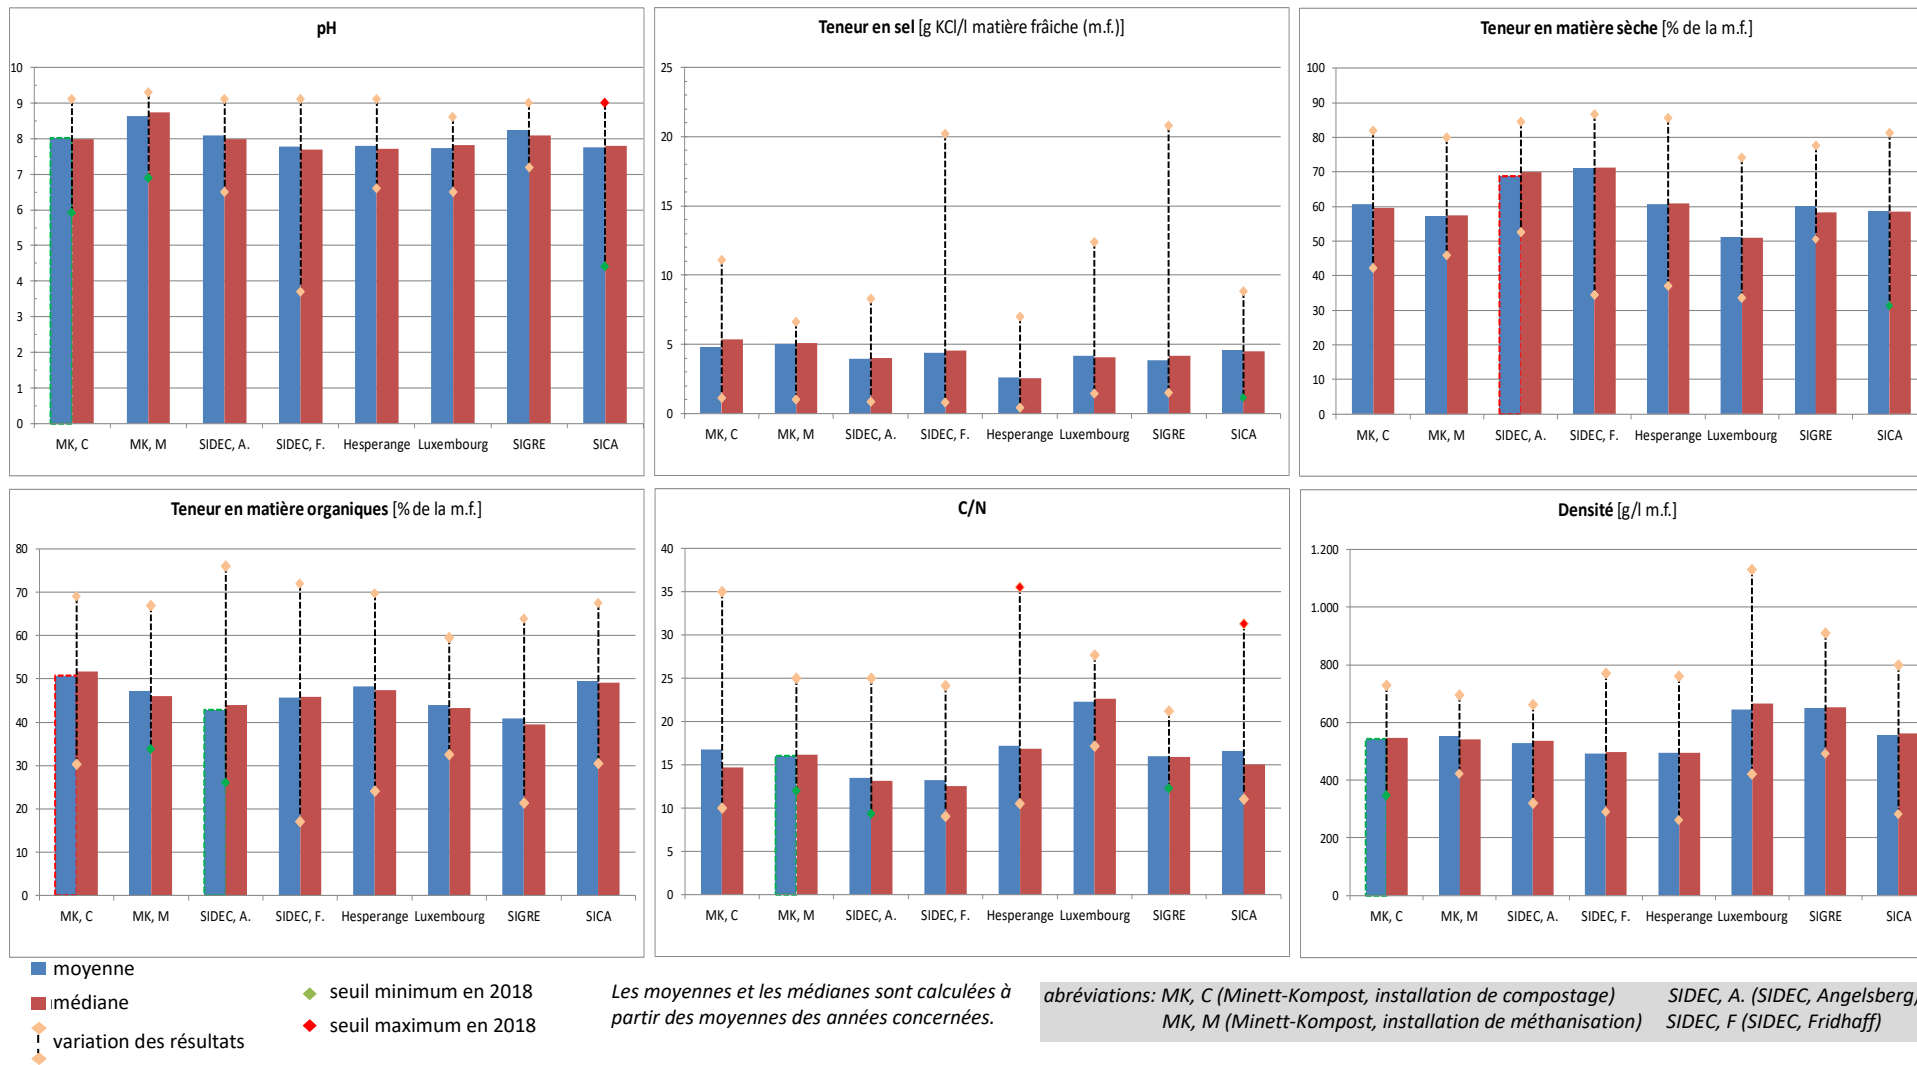 pH
10
9
8
7
6
5
4
3
2
1
0
MK, C MK, M SIDEC, A. SIDEC, F. Hesperange Luxembourg SIGRE SICA
Teneur en sel [g KCl/l matière frâiche (m.f.)]
25
20
15
10
5
0
MK, C MK, M SIDEC, A. SIDEC, F. Hesperange Luxembourg SIGRE SICA
Teneur en matière sèche [% de la m.f.]
100
90
80
70
60
50
40
30
20
10
0
MK, C MK, M SIDEC, A. SIDEC, F. Hesperange Luxembourg SIGRE SICA
Teneur en matière organiques [% de la m.f.]
80
70
60
50
40
30
20
10
0
MK, C MK, M SIDEC, A. SIDEC, F. Hesperange Luxembourg SIGRE SICA
C/N
40
35
30
25
20
15
10
5
0
MK, C MK, M SIDEC, A. SIDEC, F. Hesperange Luxembourg SIGRE SICA
Densité [g/l m.f.]
1.200
1.000
800
600
400
200
0
MK, C MK, M SIDEC, A. SIDEC, F. Hesperange Luxembourg SIGRE SICA
moyenne
médiane
variation des résultats
seuil minimum en 2018
seuil maximum en 2018
Les moyennes et les médianes sont calculées à
partir des moyennes des années concernées.
abréviations: MK, C (Minett-Kompost, installation de compostage) SIDEC, A. (SIDEC, Angelsberg)
MK, M (Minett-Kompost, installation de méthanisation) SIDEC, F (SIDEC, Fridhaff)